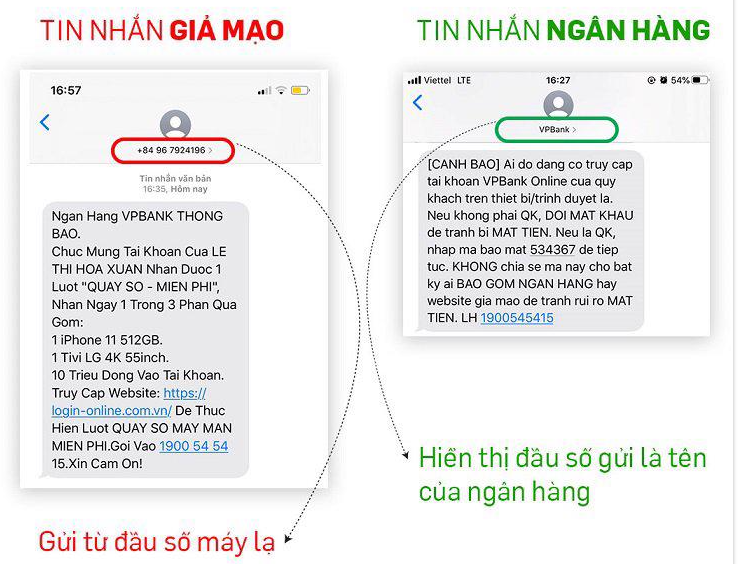 TIN NHẮN GIẢ MẠO
16:57
+84 96 7924196 >
Tin nhắn văn bản
16:35, Hôm nay
Ngan Hang VPBANK THONG
BAO.
Chuc Mung Tai Khoan Cua LE
THI HOA XUAN Nhan Duoc 1
Luot "QUAY SO - MIEN PHI",
Nhan Ngay 1 Trong 3 Phan Qua
Gom:
1 iPhone 11 512GB.
1 Tivi LG 4K 55inch.
10 Trieu Dong Vao Tai Khoan.
Truy Cap Website: https://
login-online.com.vn/ De Thuc
Hien Luot QUAY SO MAY MAN
MIEN PHI.Goi Vao 1900 54 54
15.Xin Cam On!
Gửi từ đầu số máy lạ
TIN NHẮN NGÂN HÀNG
Viettel LTE
16:27
54%
VPBank >
[CANH BAO] Ai do dang co truy cap
tai khoan VPBank Online cua quy
khach tren thiet bi/trinh duyet la.
Neu khong phai QK, DOI MAT KHAU
de tranh bi MAT TIEN. Neu la QK,
nhap ma bao mat 534367 de tiep
tuc. KHONG chia se ma nay cho bat
ky ai BAO GOM NGAN HANG hay
website gia mao de tranh rui ro MAT
TIEN. LH 1900545415
Hiển thị đầu số gửi là tên
của ngân hàng